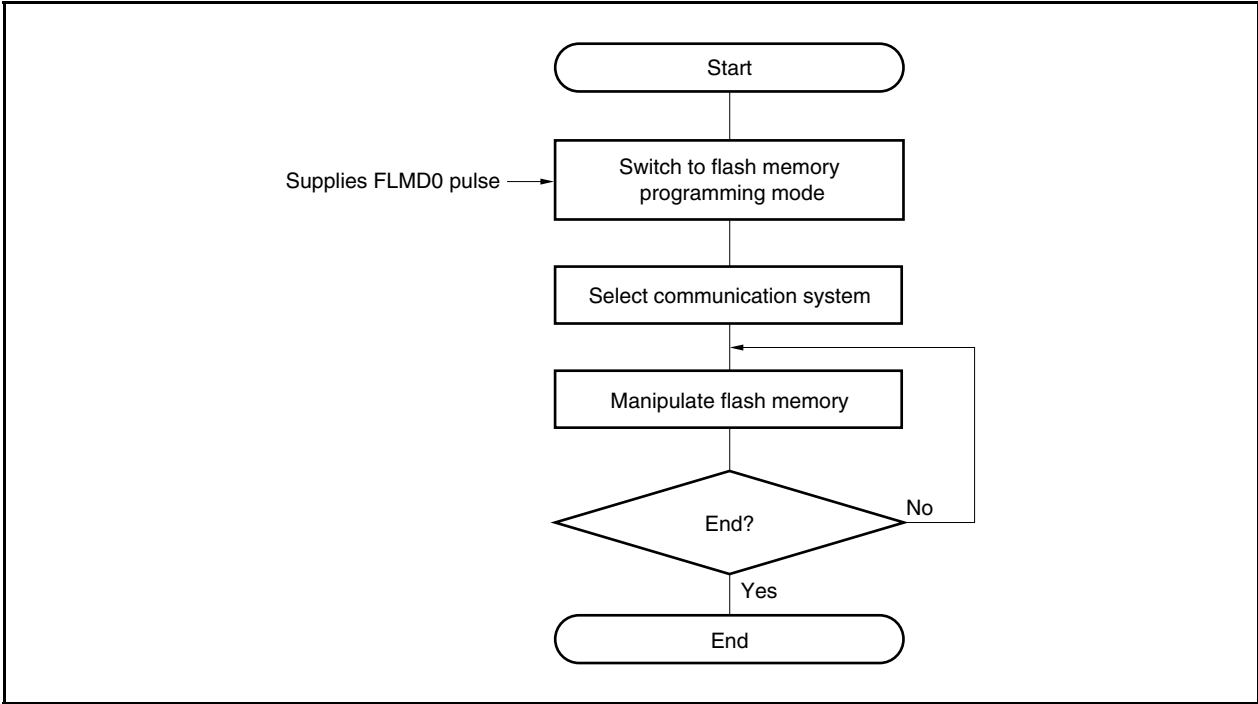 Start
Supplies FLMD0 pulse
Switch to flash memory
programming mode
Select communication system
Manipulate flash memory
End?
No
Yes
End